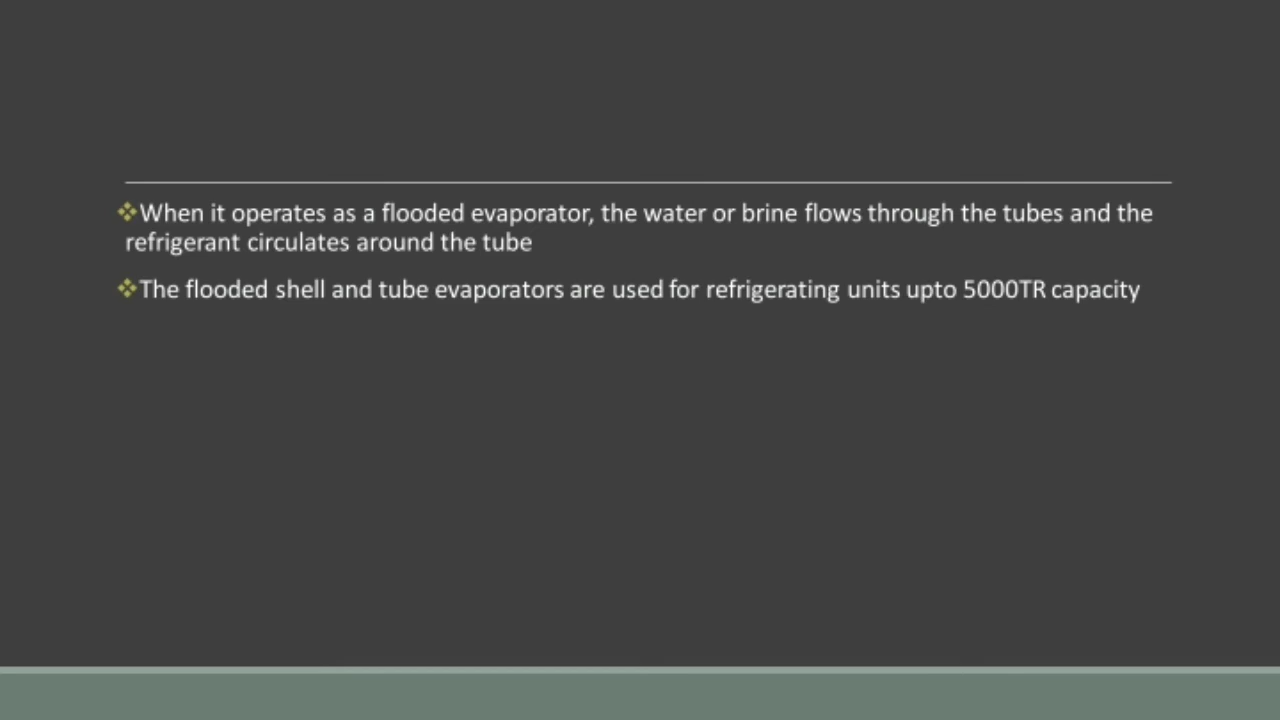 ❖When it operates as a flooded evaporator, the water or brine flows through the tubes and the
refrigerant circulates around the tube
❖The flooded shell and tube evaporators are used for refrigerating units upto 5000TR capacity